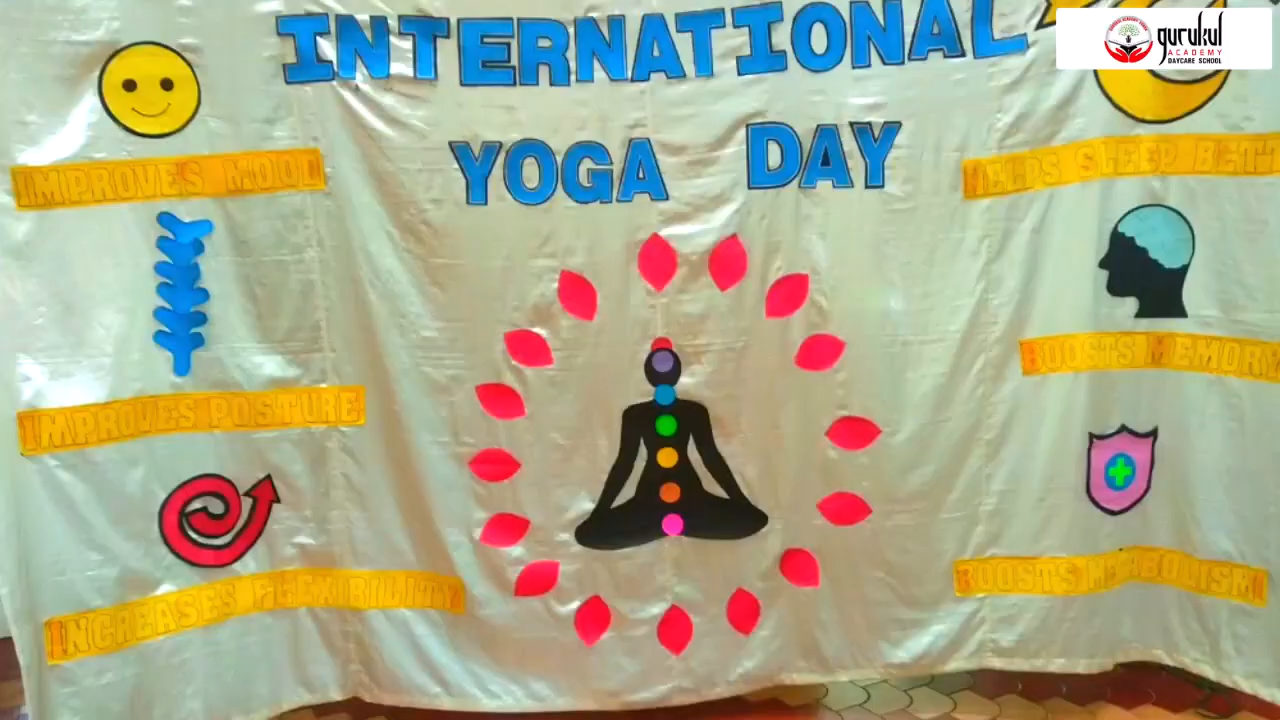 INTERNATIONAL
YOGA DAY
gurukul
ACADEMY
DAYCARE SCHOOL
IMPROVES MOOD
HELPS SLEEP BETT
IMPROVES POSTURE
BOOSTS MEMORY
INCREASES FLEXIBILITY
BOOSTS METABOLISM